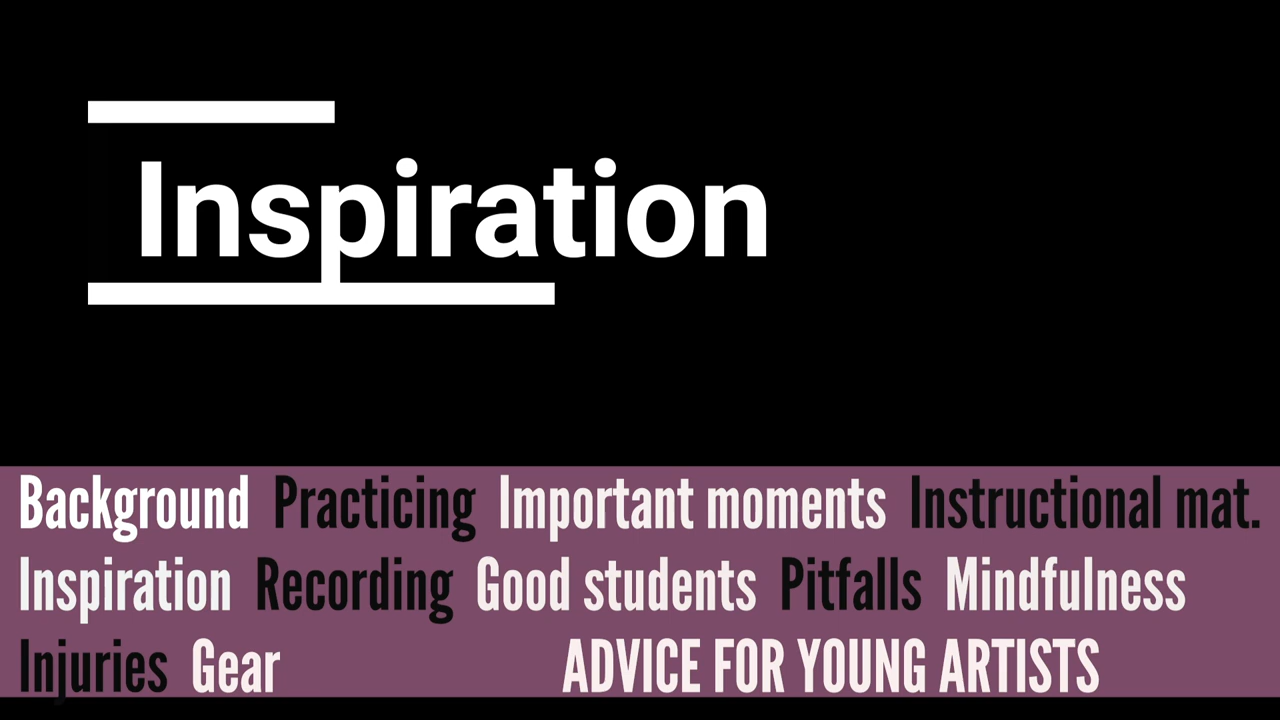 Inspiration
Background Practicing Important moments Instructional mat.
Inspiration Recording Good students Pitfalls Mindfulness
Injuries Gear ADVICE FOR YOUNG ARTISTS